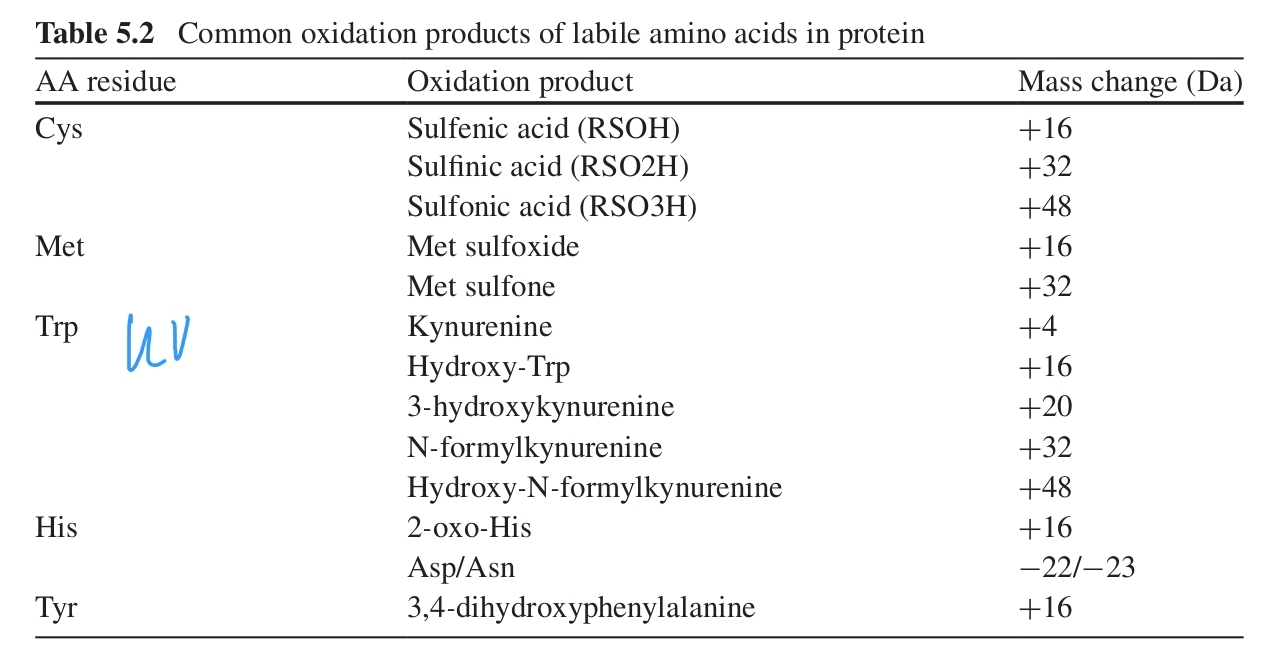 Table 5.2 Common oxidation products of labile amino acids in protein
AA residue Oxidation product Mass change (Da)
Cys Sulfenic acid (RSOH) +16
Sulfinic acid (RSO2H) +32
Sulfonic acid (RSO3H) +48
Met Met sulfoxide +16
Met sulfone +32
Trp UV Kynurenine +4
Hydroxy-Trp +16
3-hydroxykynurenine +20
N-formylkynurenine +32
Hydroxy-N-formylkynurenine +48
His 2-oxo-His +16
Asp/Asn −22/−23
Tyr 3,4-dihydroxyphenylalanine +16